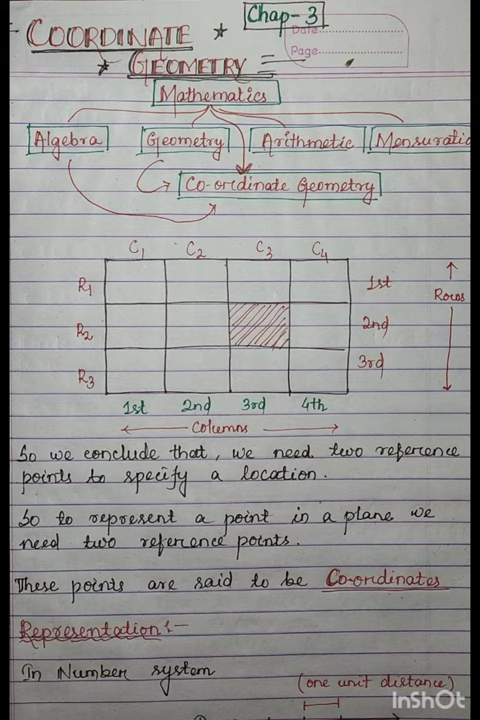 Chap-3
Date
Page
COORDINATE
GEOMETRY
Mathematics
Algebra Geometry Arithmetic Mensuratio
Co-ordinate Geometry
C1 C2 C3 C4
R1 1st
Rows
R2 2nd
3rd
R3
1st 2nd 3rd 4th
Columns
So we conclude that, we need two reference
points to specify a location.
So to represent a point in a plane we
need two reference points.
These points are said to be Co-ordinates
Representation:-
In Number system
(one unit distance)
InShOt